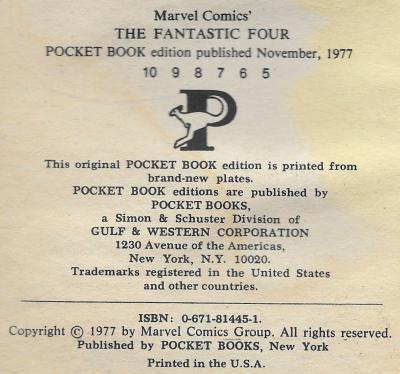 Marvel Comics'
THE FANTASTIC FOUR
POCKET BOOK edition published November, 1977
10 9 8 7 6 5
P
This original POCKET BOOK edition is printed from
brand-new plates.
POCKET BOOK editions are published by
POCKET BOOKS,
a Simon & Schuster Division of
GULF & WESTERN CORPORATION
1230 Avenue of the Americas,
New York, N.Y. 10020.
Trademarks registered in the United States
and other countries.
ISBN: 0-671-81445-1.
Copyright © 1977 by Marvel Comics Group. All rights reserved.
Published by POCKET BOOKS, New York
Printed in the U.S.A.